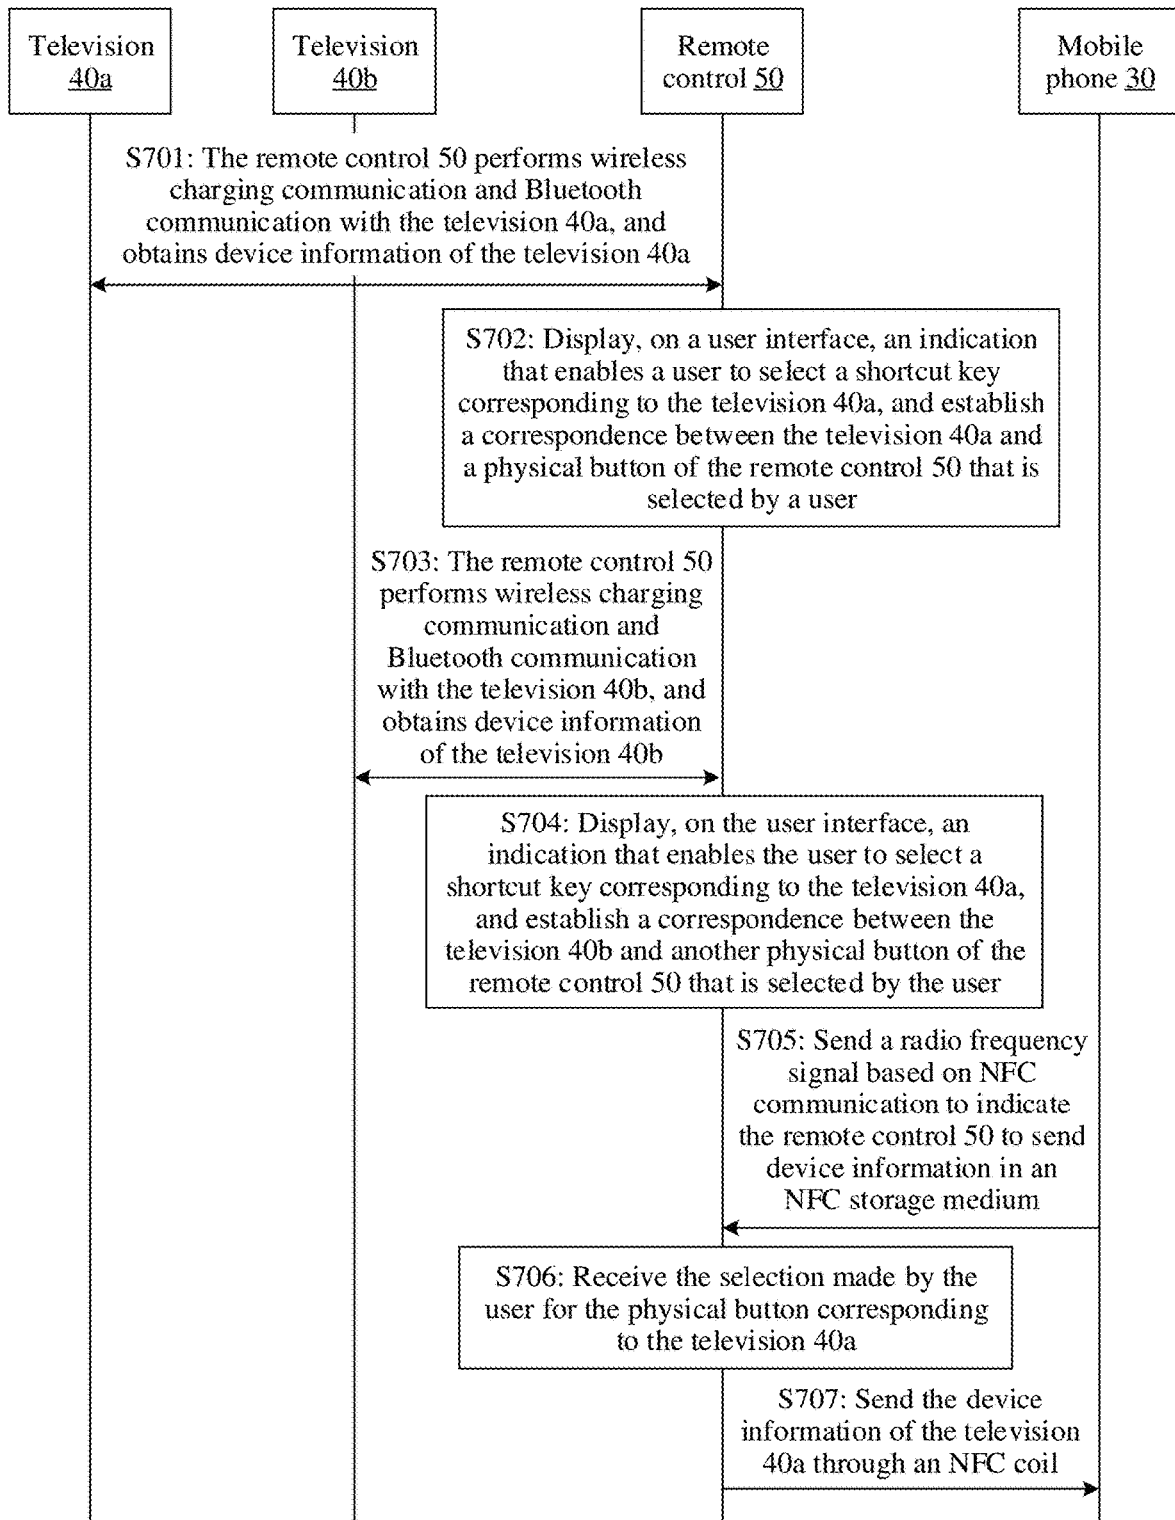 Television
40a
Television
40b
Remote
control 50
Mobile
phone 30
S701: The remote control 50 performs wireless
charging communication and Bluetooth
communication with the television 40a, and
obtains device information of the television 40a
S702: Display, on a user interface, an indication
that enables a user to select a shortcut key
corresponding to the television 40a, and establish
a correspondence between the television 40a and
a physical button of the remote control 50 that is
selected by a user
S703: The remote control 50
performs wireless charging
communication and
Bluetooth communication
with the television 40b, and
obtains device information
of the television 40b
S704: Display, on the user interface, an
indication that enables the user to select a
shortcut key corresponding to the television 40a,
and establish a correspondence between the
television 40b and another physical button of the
remote control 50 that is selected by the user
S705: Send a radio frequency
signal based on NFC
communication to indicate
the remote control 50 to send
device information in an
NFC storage medium
S706: Receive the selection made by the
user for the physical button corresponding
to the television 40a
S707: Send the device
information of the television
40a through an NFC coil